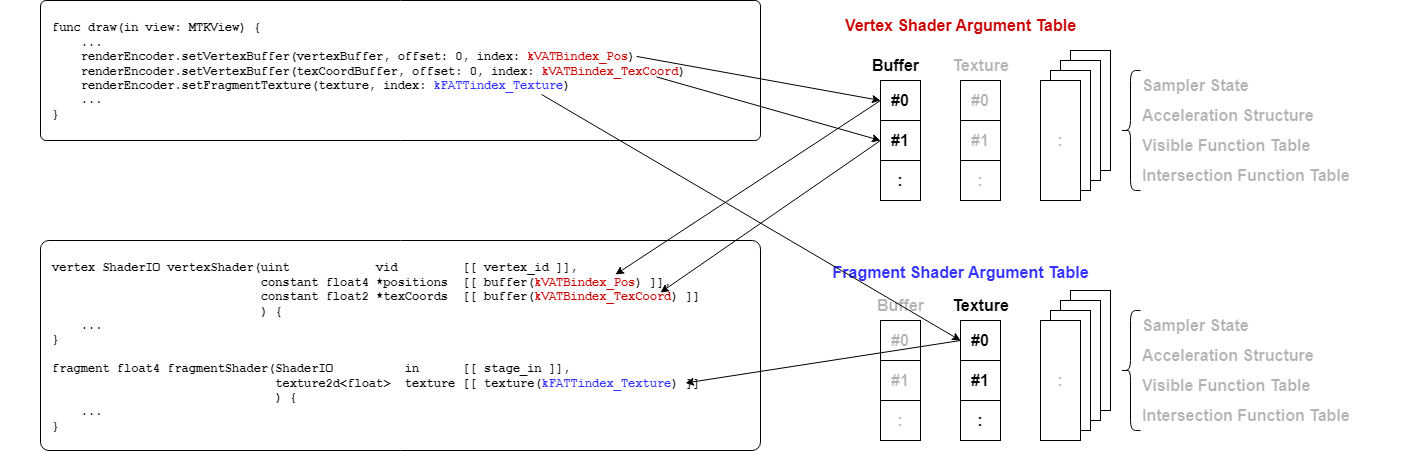 func draw(in view: MTKView) {
...
renderEncoder.setVertexBuffer(vertexBuffer, offset: 0, index: kVATBindex_Pos)
renderEncoder.setVertexBuffer(texCoordBuffer, offset: 0, index: kVATBindex_TexCoord)
renderEncoder.setFragmentTexture(texture, index: kFATTindex_Texture)
...
}
Vertex Shader Argument Table
Buffer Texture
#0 #0
#1 #1 :
: :
Sampler State
Acceleration Structure
Visible Function Table
Intersection Function Table
vertex ShaderIO vertexShader(uint vid [[ vertex_id ]],
constant float4 *positions [[ buffer(kVATBindex_Pos) ]],
constant float2 *texCoords [[ buffer(kVATBindex_TexCoord) ]]
) {
...
}
fragment float4 fragmentShader(ShaderIO in [[ stage_in ]],
texture2d<float> texture [[ texture(kFATTindex_Texture) ]]
) {
...
}
Fragment Shader Argument Table
Buffer Texture
#0 #0
#1 #1 :
: :
Sampler State
Acceleration Structure
Visible Function Table
Intersection Function Table